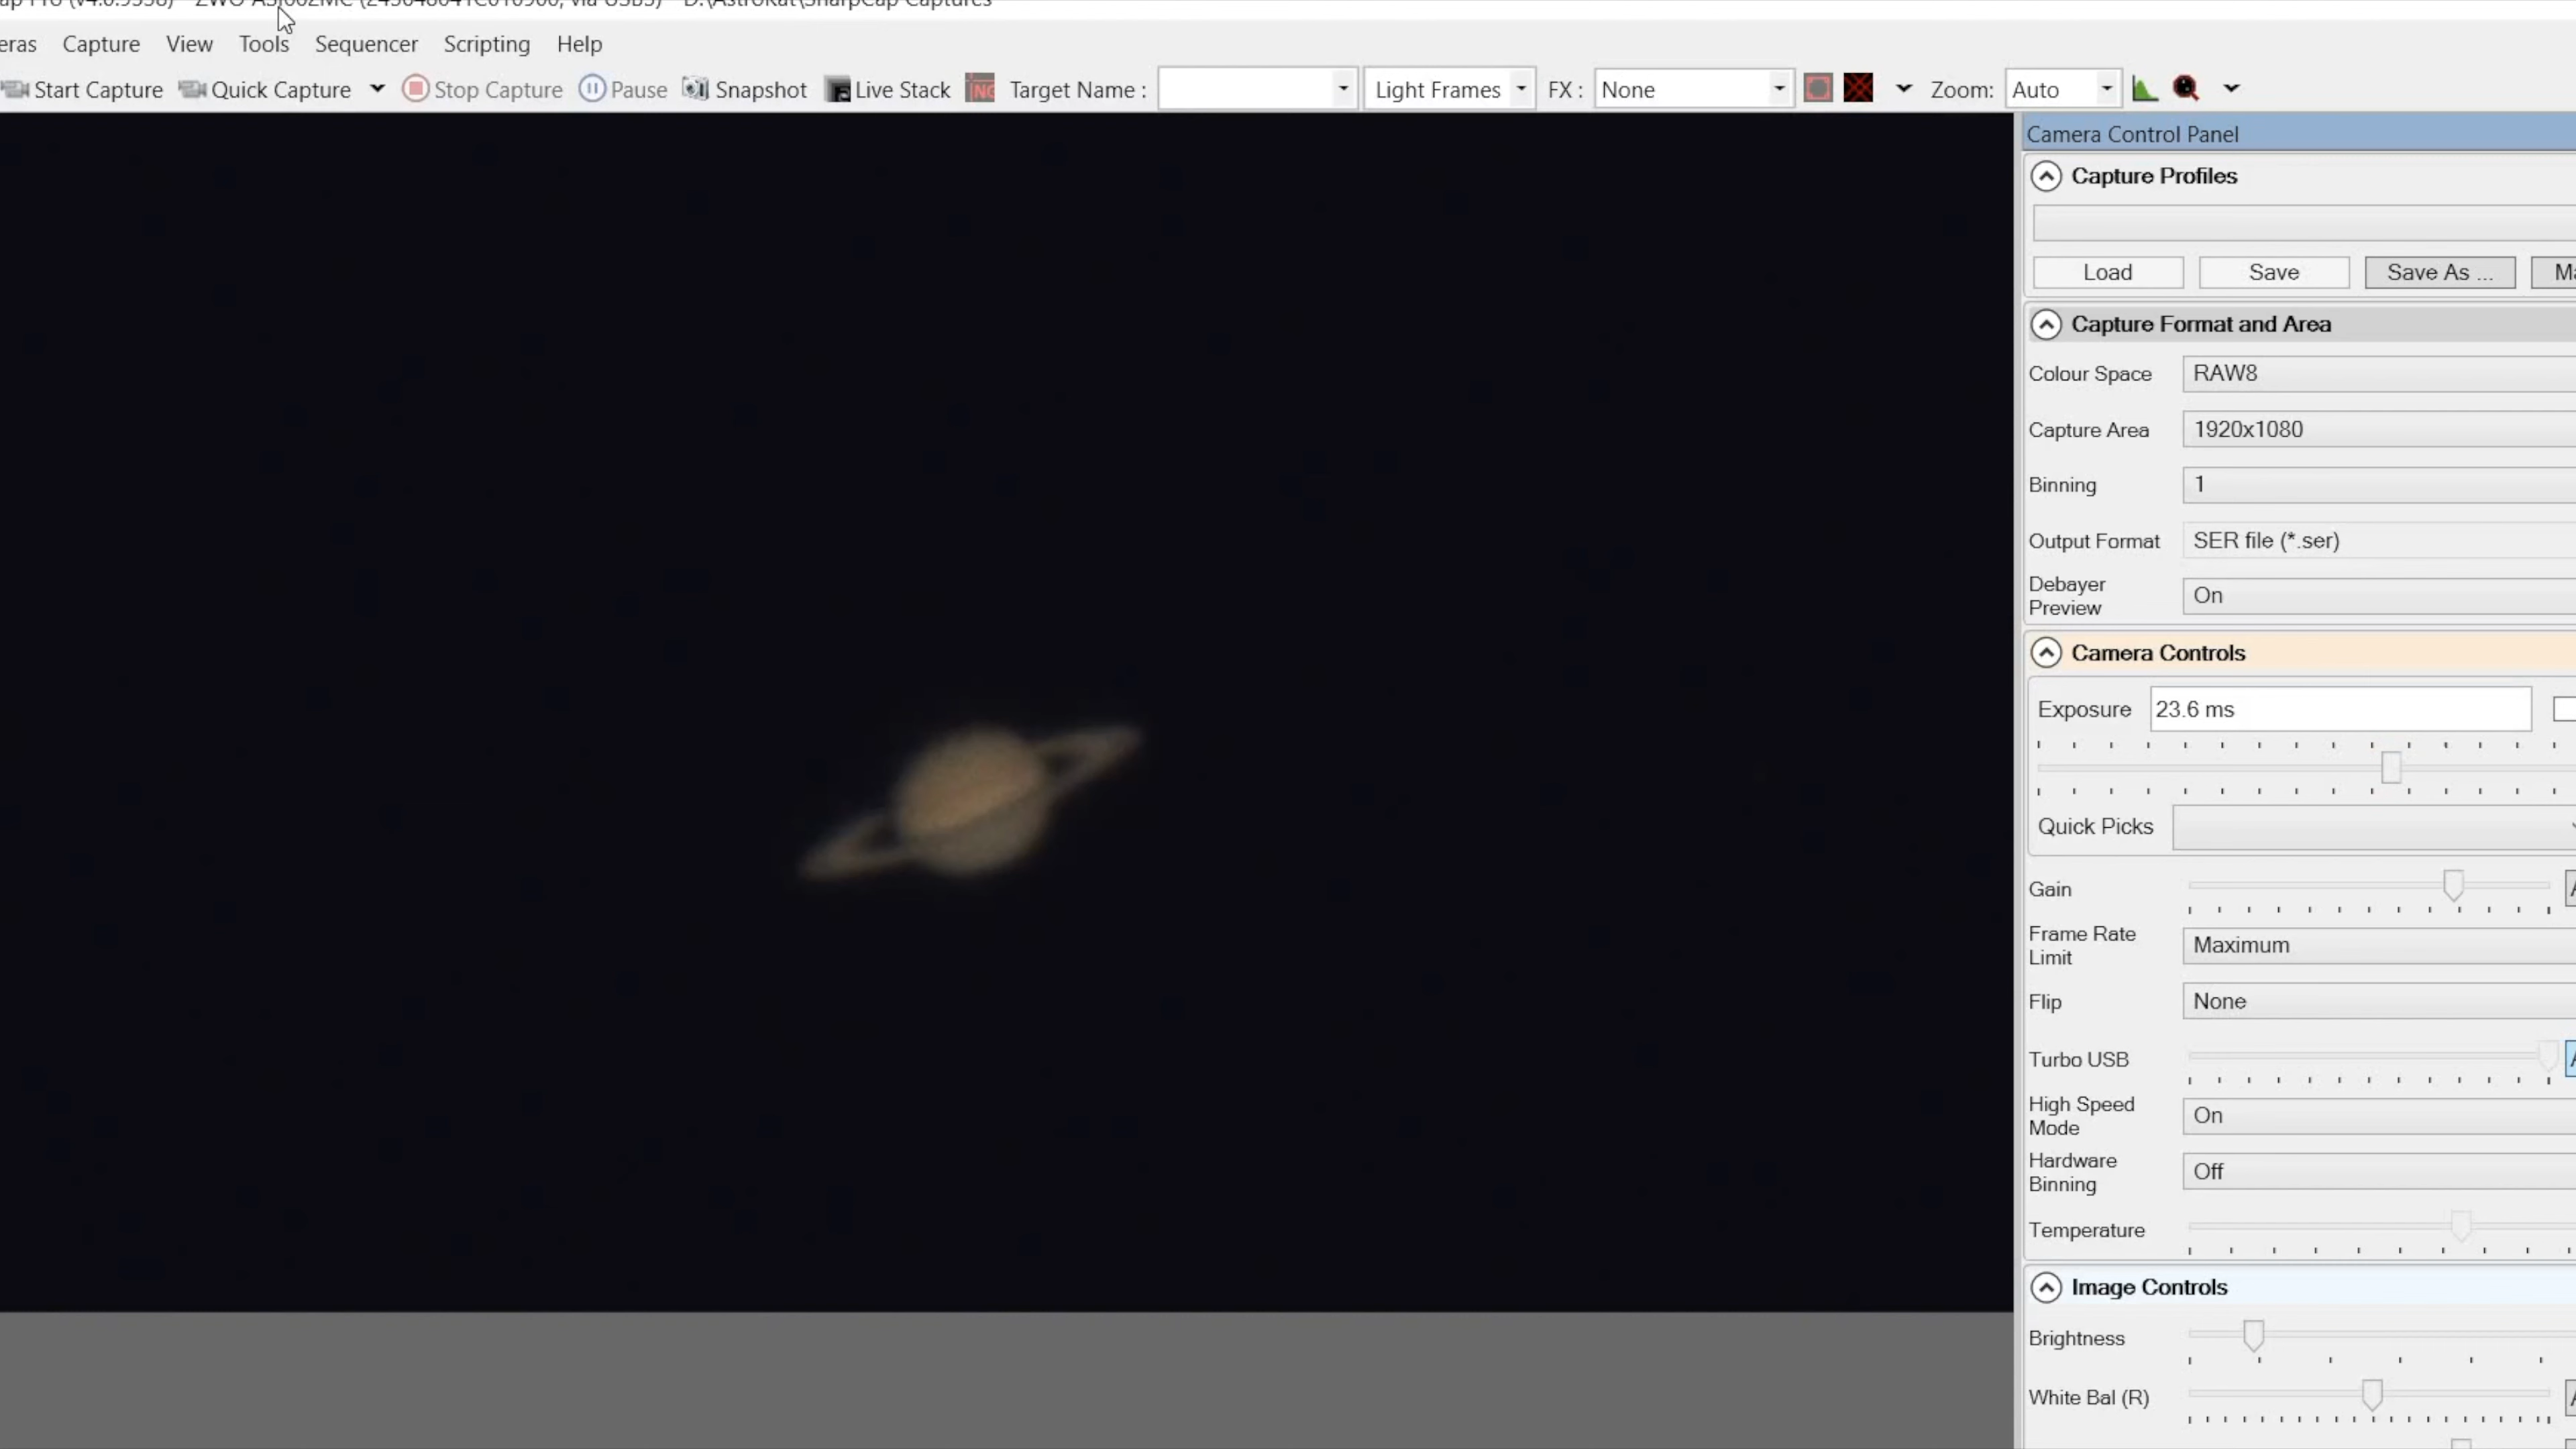 D:\AstroKat\SharpCap Captures
Capture View Tools Sequencer Scripting Help
Start Capture Quick Capture Stop Capture Pause Snapshot Live Stack Target Name : Light Frames FX : None Zoom: Auto
Camera Control Panel
Capture Profiles
Load Save Save As ...
Capture Format and Area
Colour Space RAW8
Capture Area 1920x1080
Binning 1
Output Format SER file (*.ser)
Debayer
Preview
On
Camera Controls
Exposure 23.6 ms
Quick Picks
Gain
Frame Rate
Limit
Maximum
Flip None
Turbo USB
High Speed
Mode
On
Hardware
Binning
Off
Temperature
Image Controls
Brightness
White Bal (R)